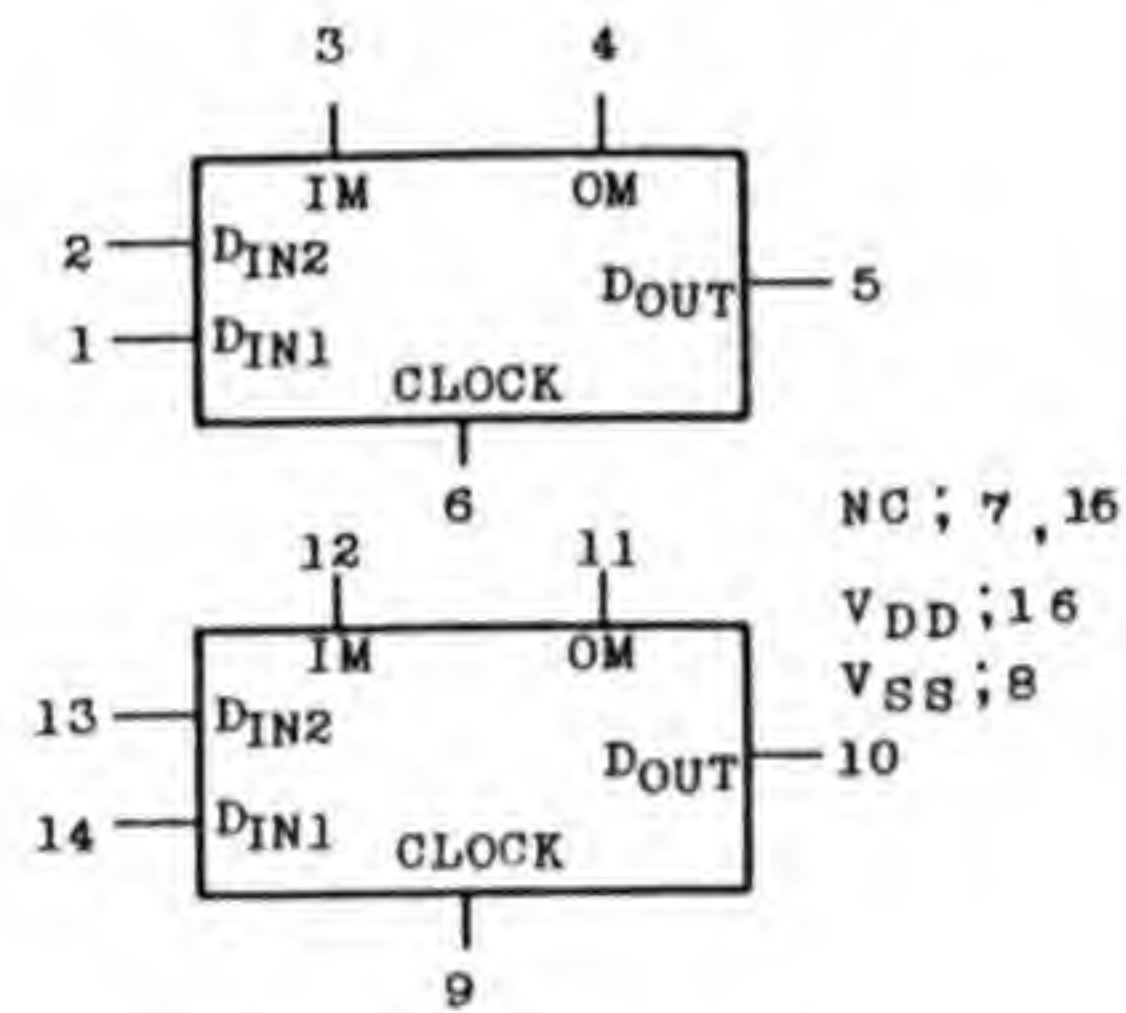 3 4
IM OM
2 DIN2
DOUT 5
1 DIN1
CLOCK
6
NC; 7, 15
12 11
VDD;16
IM OM
VSS;8
13 DIN2
DOUT 10
14 DIN1
CLOCK
9